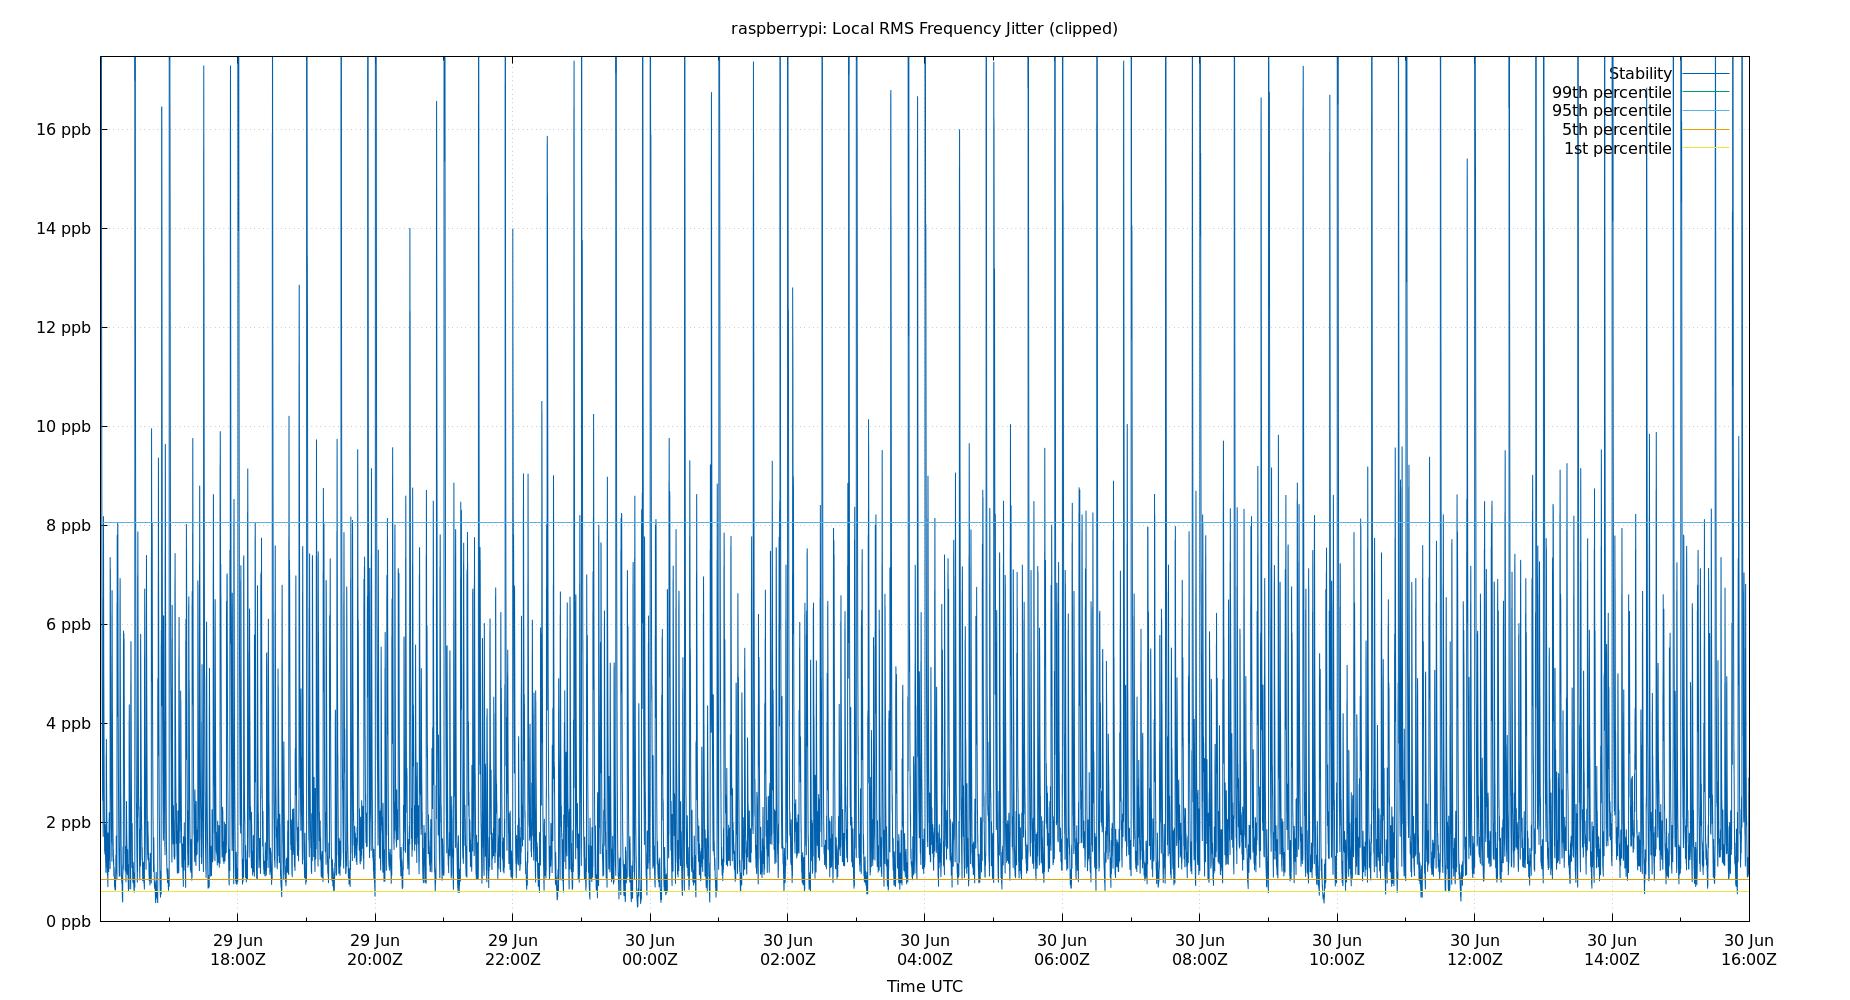 raspberrypi: Local RMS Frequency Jitter (clipped)
Stability
99th percentile
95th percentile
5th percentile
1st percentile
16 ppb
14 ppb
12 ppb
10 ppb
8 ppb
6 ppb
4 ppb
2 ppb
0 ppb
29 Jun 29 Jun 29 Jun 30 Jun 30 Jun 30 Jun 30 Jun 30 Jun 30 Jun 30 Jun 30 Jun 30 Jun
18:00Z 20:00Z 22:00Z 00:00Z 02:00Z 04:00Z 06:00Z 08:00Z 10:00Z 12:00Z 14:00Z 16:00Z
Time UTC